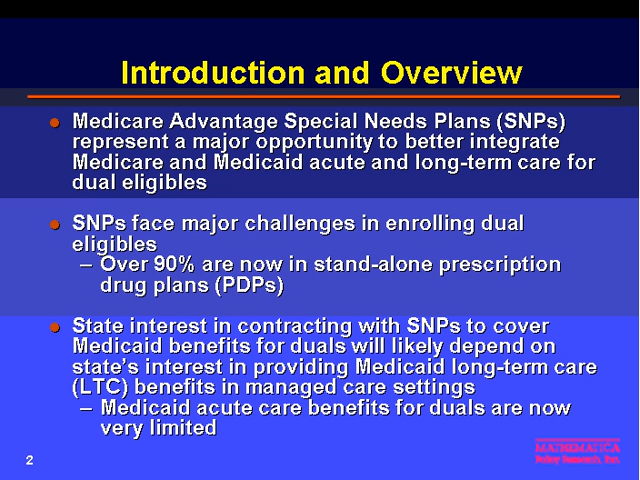 Introduction and Overview
● Medicare Advantage Special Needs Plans (SNPs)
represent a major opportunity to better integrate
Medicare and Medicaid acute and long-term care for
dual eligibles
● SNPs face major challenges in enrolling dual
eligibles
– Over 90% are now in stand-alone prescription
drug plans (PDPs)
● State interest in contracting with SNPs to cover
Medicaid benefits for duals will likely depend on
state's interest in providing Medicaid long-term care
(LTC) benefits in managed care settings
– Medicaid acute care benefits for duals are now
very limited
2
MATHEMATICA
Policy Research, Inc.